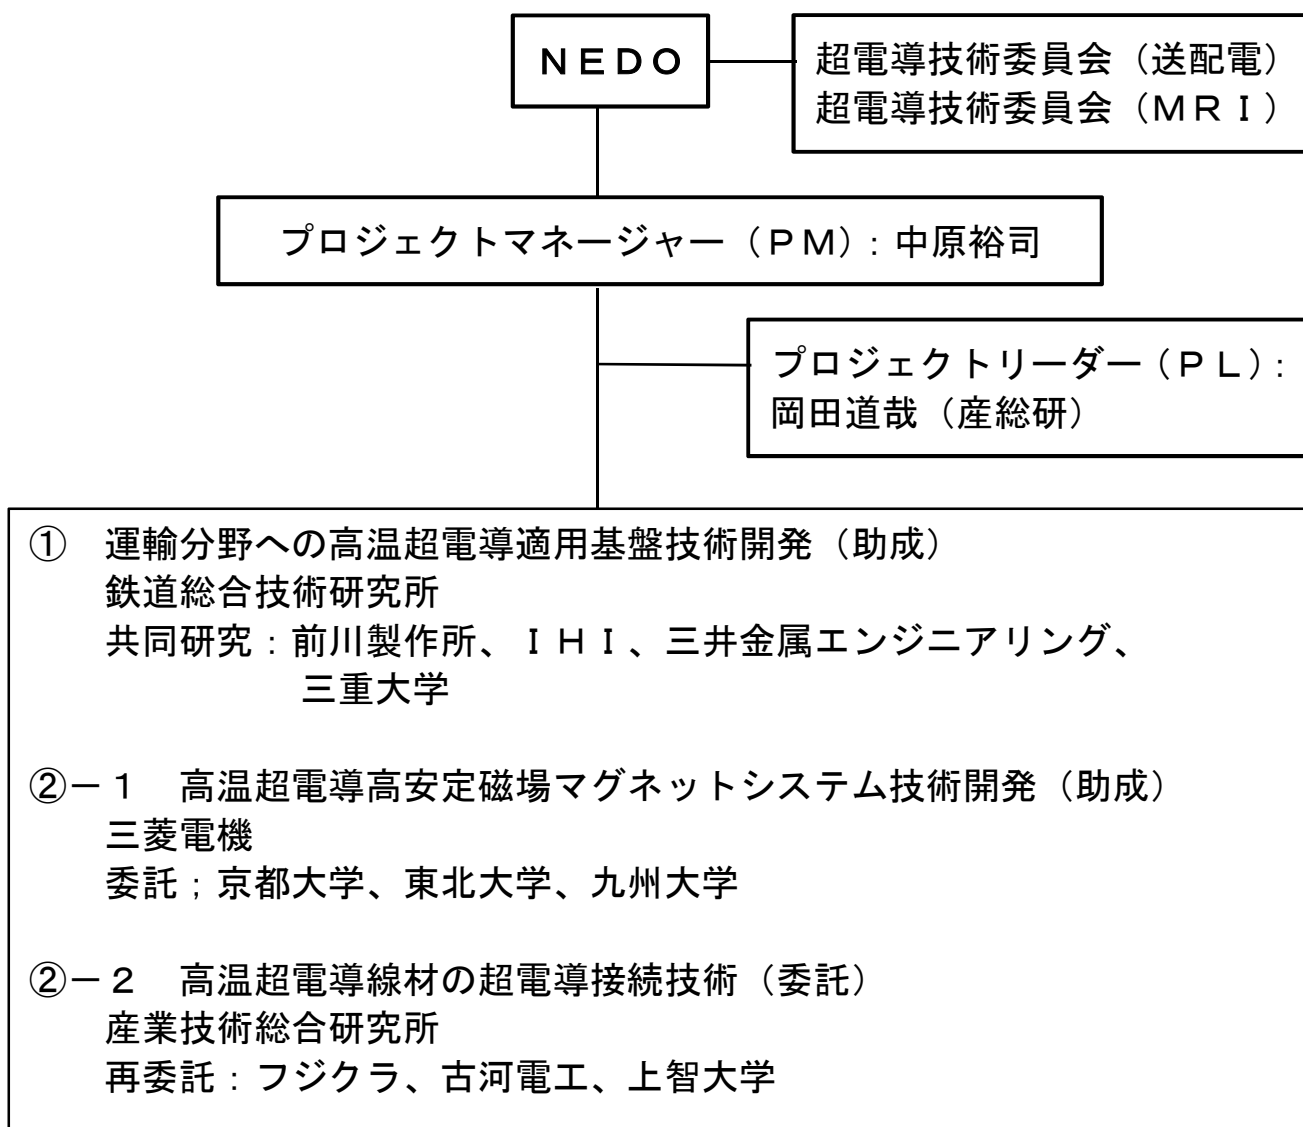 ＮＥＤＯ
超電導技術委員会（送配電）
超電導技術委員会（ＭＲＩ）
プロジェクトマネージャー（ＰＭ）：中原裕司
プロジェクトリーダー（ＰＬ）：
岡田道哉（産総研）
①　運輸分野への高温超電導適用基盤技術開発（助成）
鉄道総合技術研究所
共同研究：前川製作所、ＩＨＩ、三井金属エンジニアリング、
三重大学
②－１　高温超電導高安定磁場マグネットシステム技術開発（助成）
三菱電機
委託；京都大学、東北大学、九州大学
②－２　高温超電導線材の超電導接続技術（委託）
産業技術総合研究所
再委託：フジクラ、古河電工、上智大学